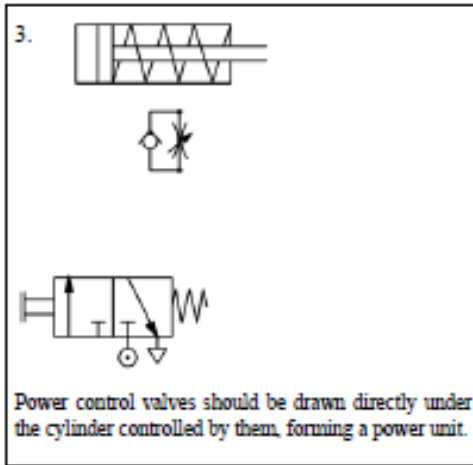 3.
Power control valves should be drawn directly under
the cylinder controlled by them, forming a power unit.